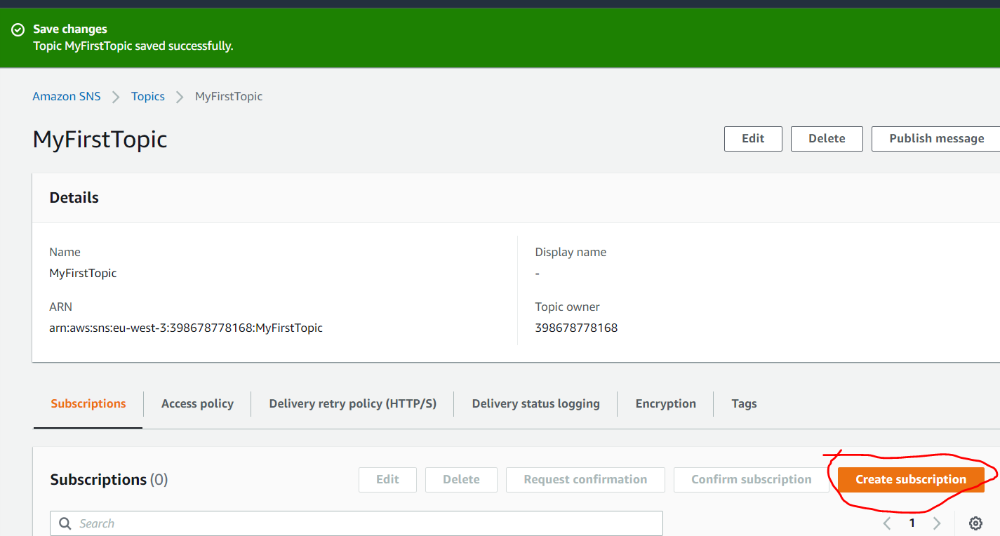 Save changes
Topic MyFirstTopic saved successfully.
Amazon SNS Topics MyFirstTopic
MyFirstTopic Edit Delete Publish message
Details
Name Display name
MyFirstTopic -
ARN Topic owner
arn:aws:sns:eu-west-3:398678778168:MyFirstTopic 398678778168
Subscriptions Access policy Delivery retry policy (HTTP/S) Delivery status logging Encryption Tags
Subscriptions (0) Edit Delete Request confirmation Confirm subscription Create subscription
Search 1